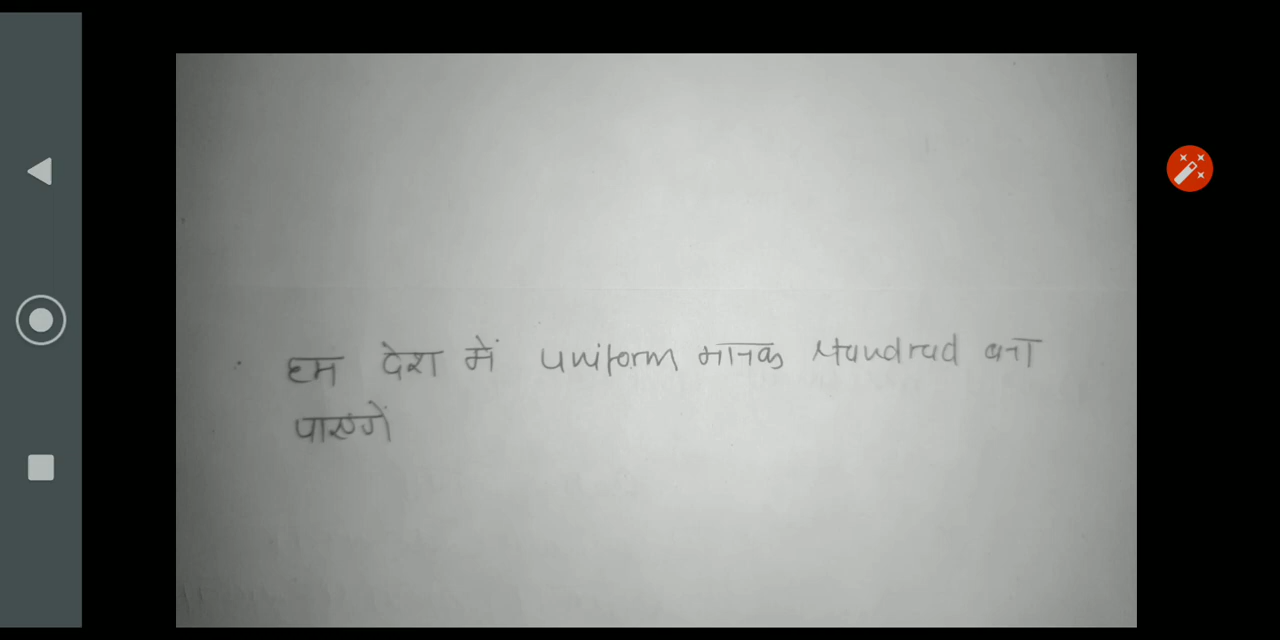 हम देश में uniform मानक standrad बना
पाएंगे